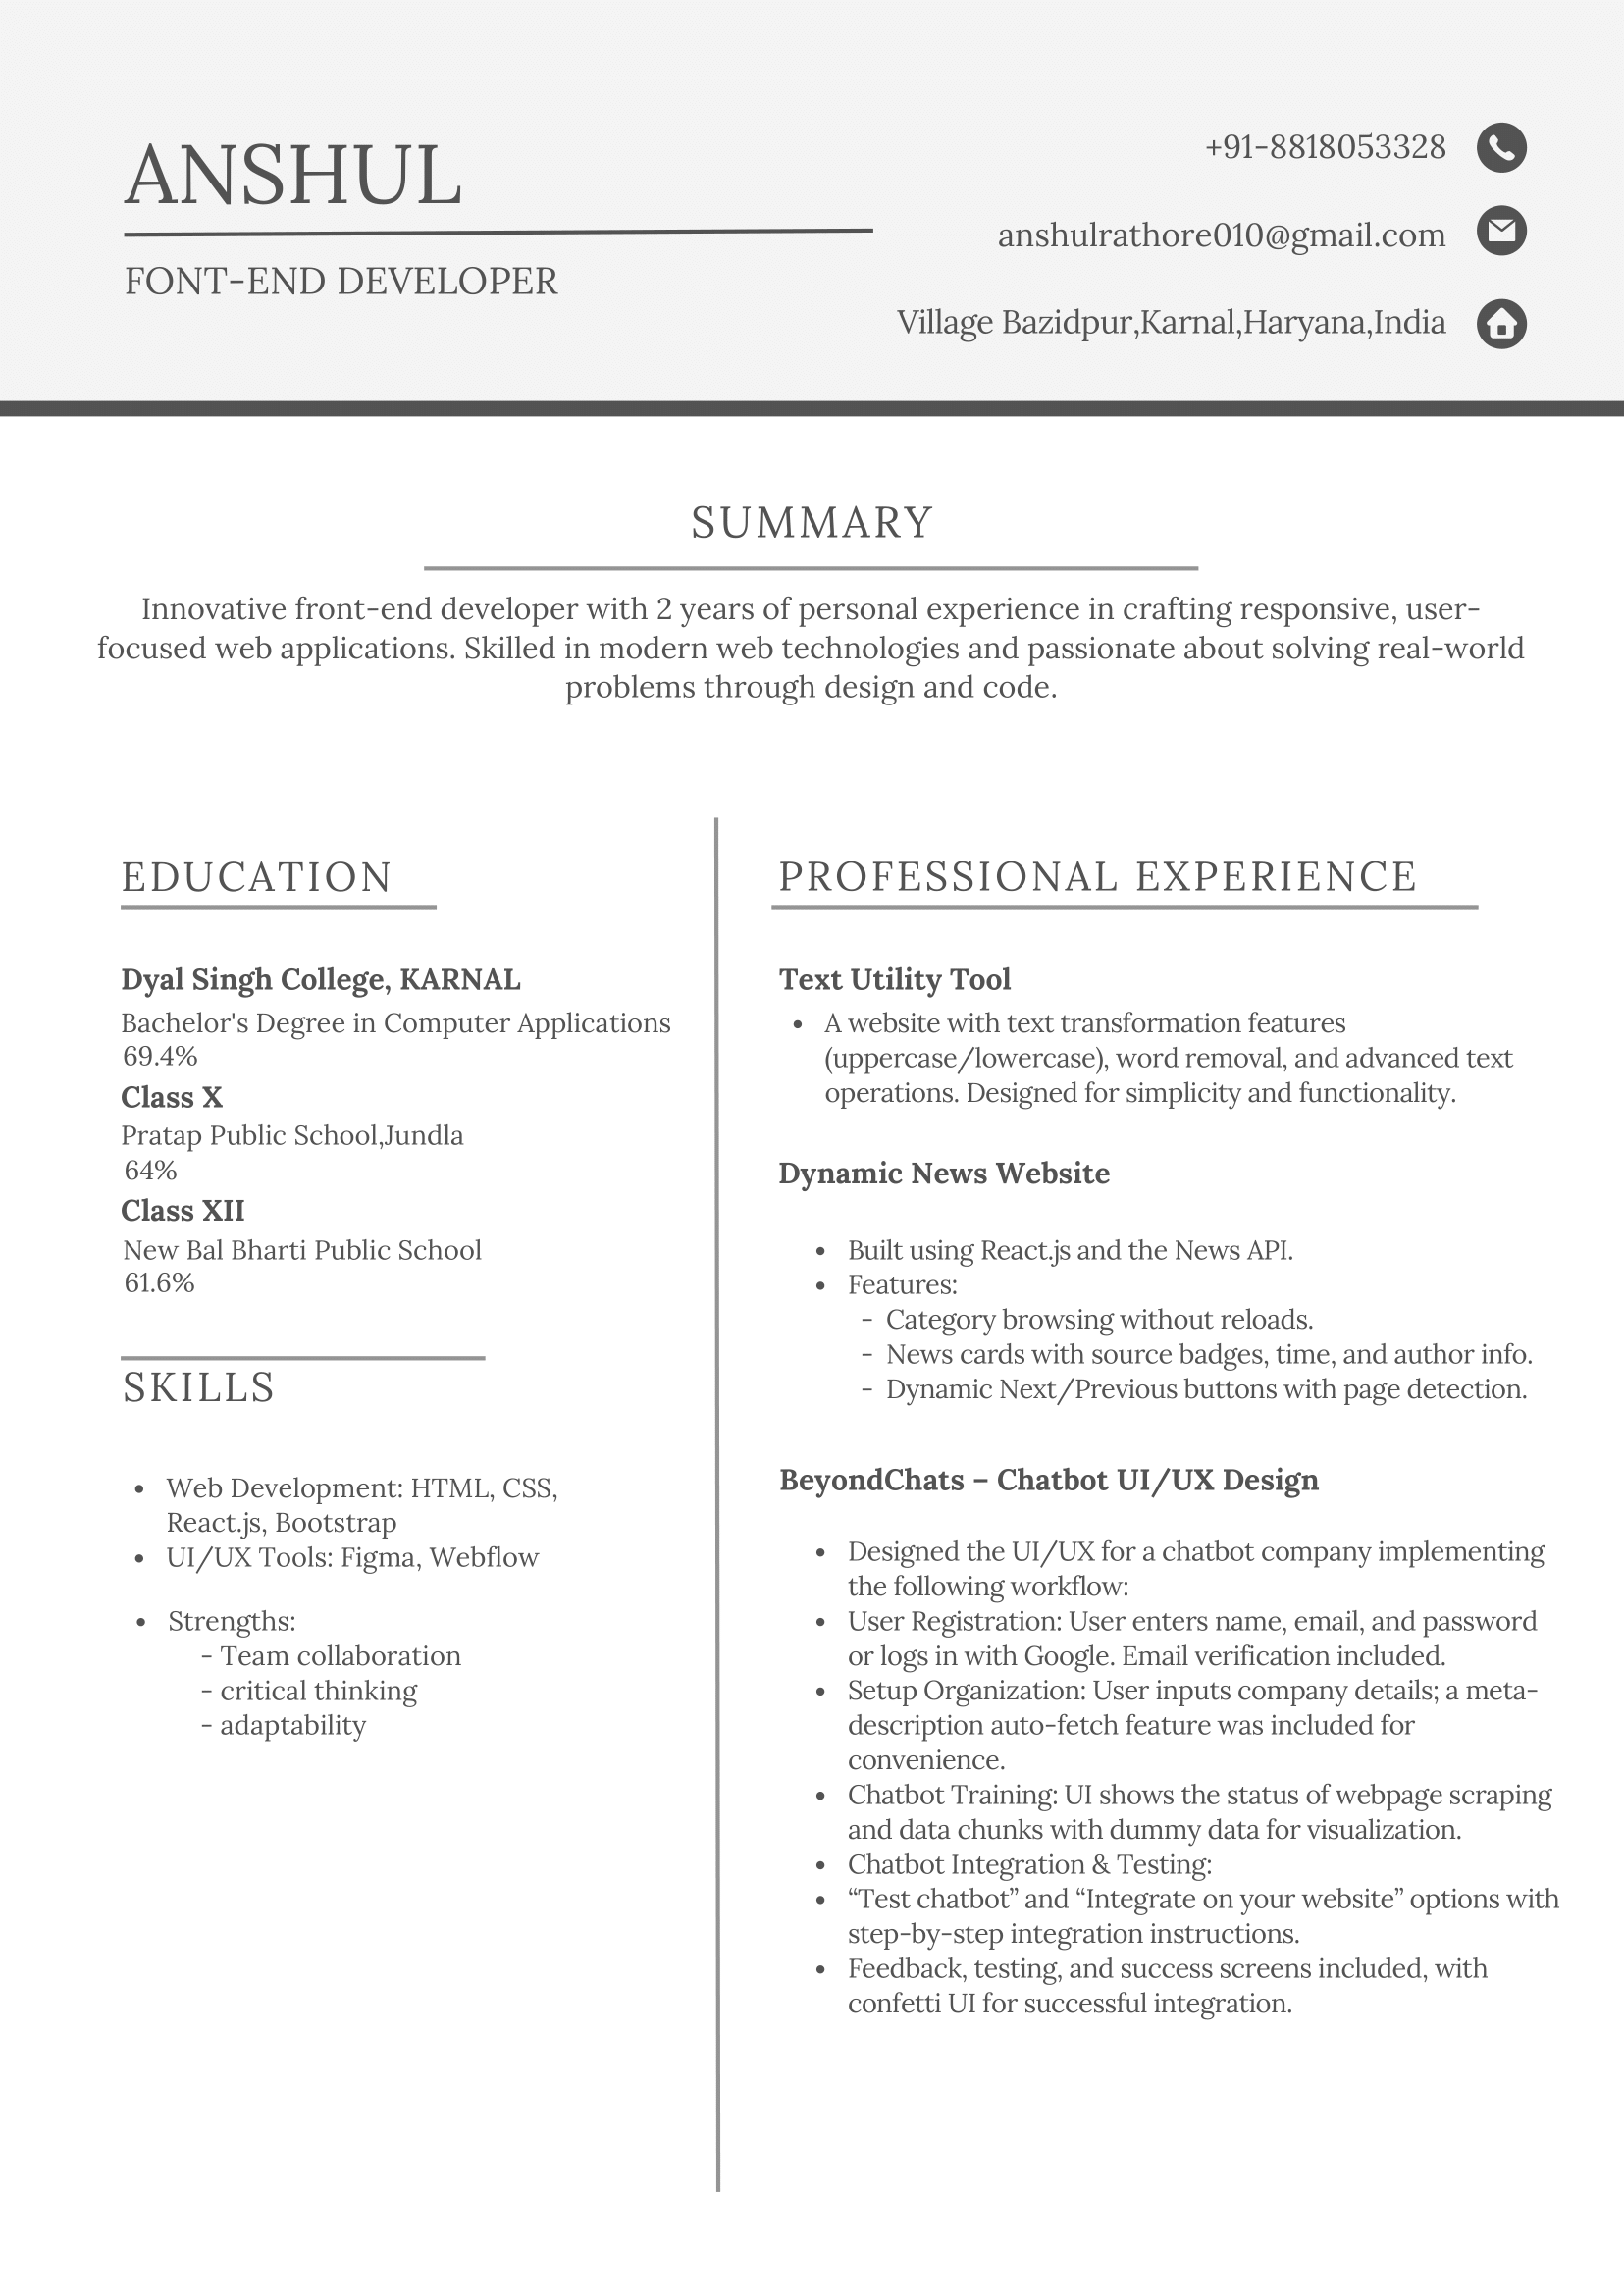 ANSHUL
FONT-END DEVELOPER
+91-8818053328
anshulrathore010@gmail.com
Village Bazidpur,Karnal,Haryana,India
SUMMARY
Innovative front-end developer with 2 years of personal experience in crafting responsive, user-
focused web applications. Skilled in modern web technologies and passionate about solving real-world
problems through design and code.
EDUCATION
Dyal Singh College, KARNAL
Bachelor's Degree in Computer Applications
69.4%
Class X
Pratap Public School,Jundla
64%
Class XII
New Bal Bharti Public School
61.6%
SKILLS
• Web Development: HTML, CSS,
React.js, Bootstrap
• UI/UX Tools: Figma, Webflow
• Strengths:
- Team collaboration
- critical thinking
- adaptability
PROFESSIONAL EXPERIENCE
Text Utility Tool
• A website with text transformation features
(uppercase/lowercase), word removal, and advanced text
operations. Designed for simplicity and functionality.
Dynamic News Website
• Built using React.js and the News API.
• Features:
- Category browsing without reloads.
- News cards with source badges, time, and author info.
- Dynamic Next/Previous buttons with page detection.
BeyondChats – Chatbot UI/UX Design
• Designed the UI/UX for a chatbot company implementing
the following workflow:
• User Registration: User enters name, email, and password
or logs in with Google. Email verification included.
• Setup Organization: User inputs company details; a meta-
description auto-fetch feature was included for
convenience.
• Chatbot Training: UI shows the status of webpage scraping
and data chunks with dummy data for visualization.
• Chatbot Integration & Testing:
• “Test chatbot” and “Integrate on your website” options with
step-by-step integration instructions.
• Feedback, testing, and success screens included, with
confetti UI for successful integration.